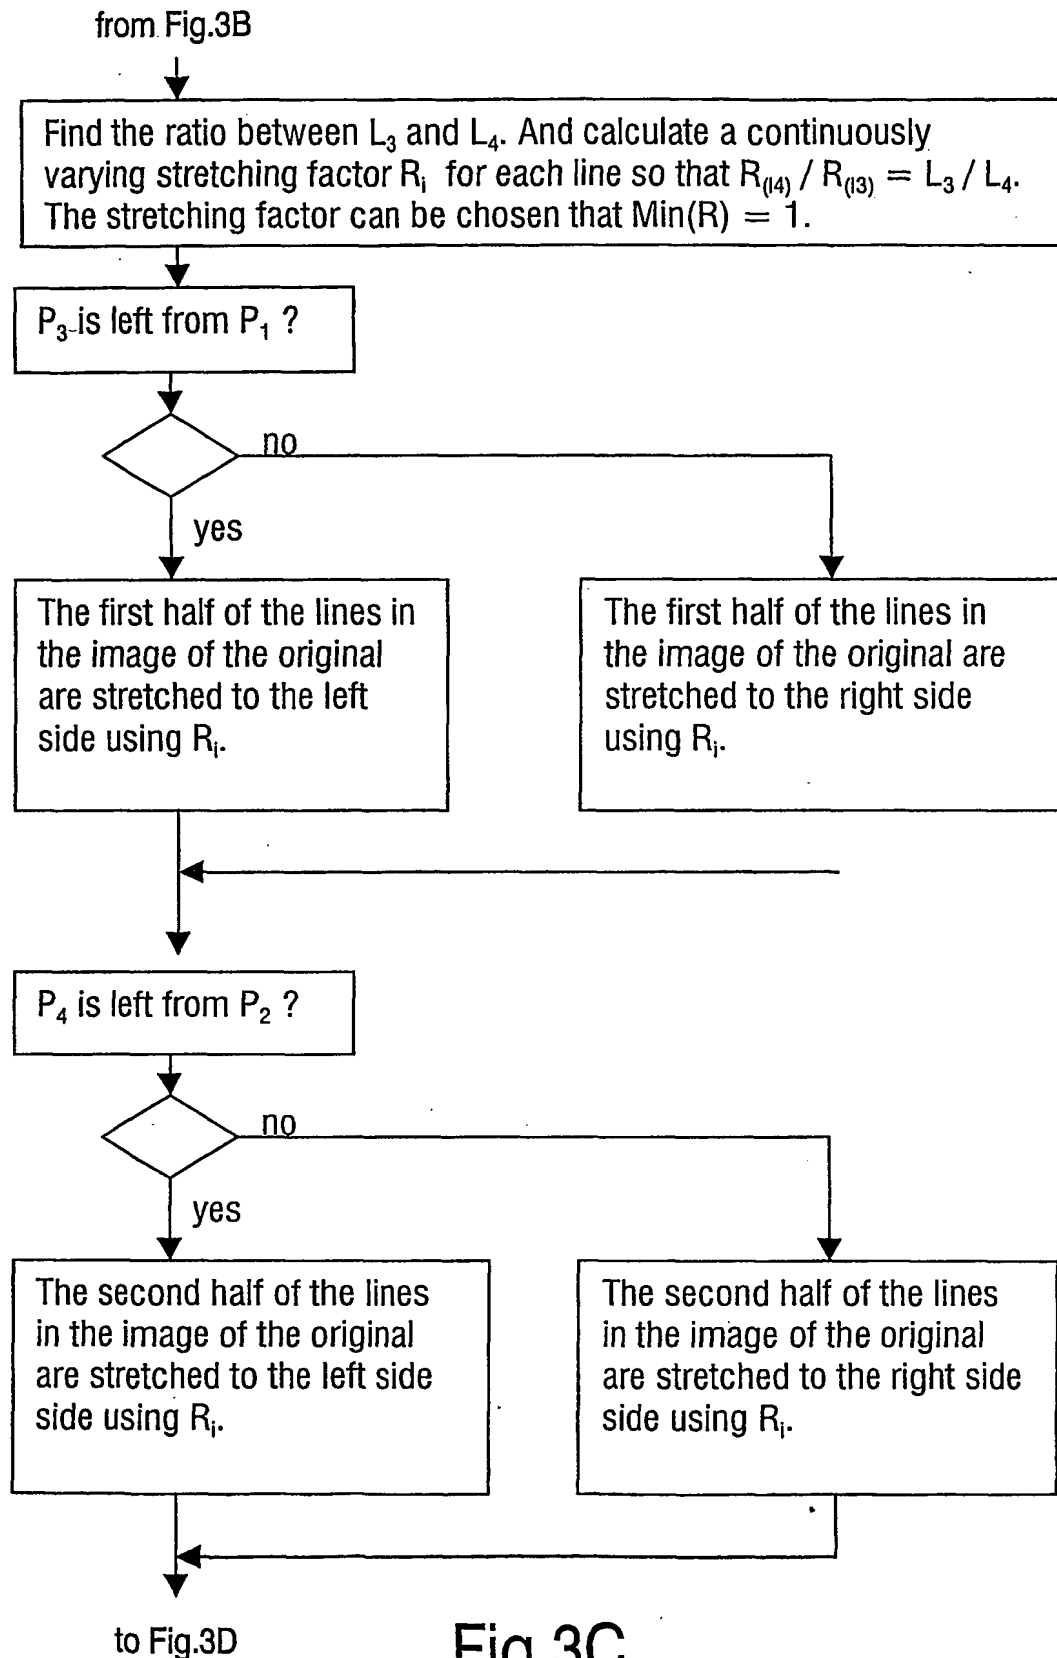 from Fig.3B
Find the ratio between L₃ and L₄. And calculate a continuously
varying stretching factor Rᵢ for each line so that R₍ₗ₄₎ / R₍ₗ₃₎ = L₃ / L₄.
The stretching factor can be chosen that Min(R) = 1.
P₃ is left from P₁ ?
no
yes
The first half of the lines in
the image of the original
are stretched to the left
side using Rᵢ.
The first half of the lines in
the image of the original are
stretched to the right side
using Rᵢ.
P₄ is left from P₂ ?
no
yes
The second half of the lines
in the image of the original
are stretched to the left side
side using Rᵢ.
The second half of the lines
in the image of the original
are stretched to the right side
side using Rᵢ.
to Fig.3D
Fig.3C